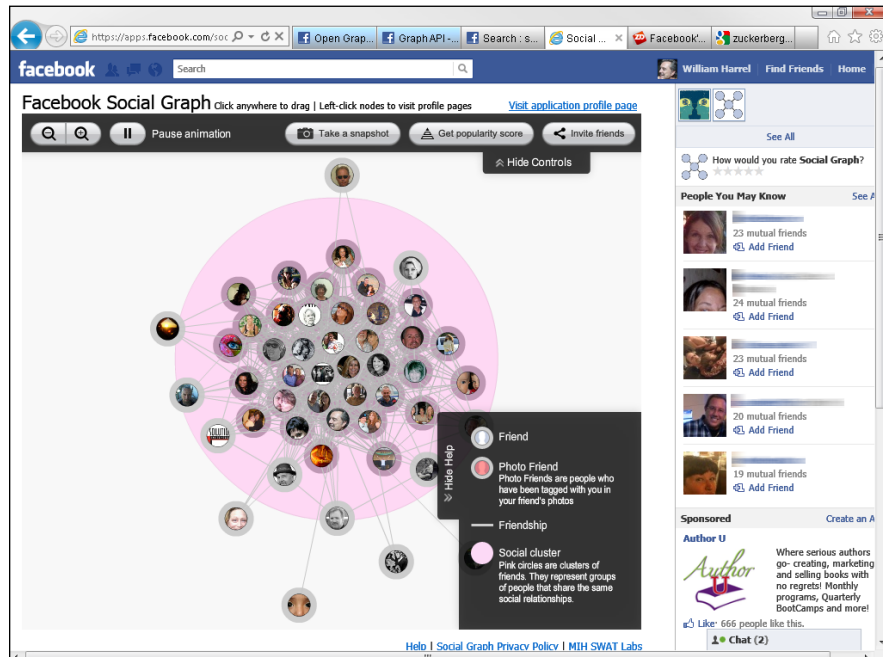 https://apps.facebook.com/soc
Open Grap...
Graph API -...
Search : s...
Social ...
Facebook'...
zuckerberg...
facebook
Search
William Harrel
Find Friends
Home
Facebook Social Graph Click anywhere to drag | Left-click nodes to visit profile pages
Visit application profile page
Pause animation
Take a snapshot
Get popularity score
Invite friends
Hide Controls
See All
How would you rate Social Graph?
People You May Know
See A
23 mutual friends
Add Friend
24 mutual friends
Add Friend
23 mutual friends
Add Friend
20 mutual friends
Add Friend
19 mutual friends
Add Friend
Hide Help
Friend
Photo Friend
Photo Friends are people who
have been tagged with you in
your friend's photos
Friendship
Social cluster
Pink circles are clusters of
friends. They represent groups
of people that share the same
social relationships.
Sponsored
Create an A
Author U
Author
U
Where serious authors
go- creating, marketing
and selling books with
no regrets! Monthly
programs, Quarterly
BootCamps and more!
Like · 666 people like this.
Chat (2)
Help | Social Graph Privacy Policy | MIH SWAT Labs